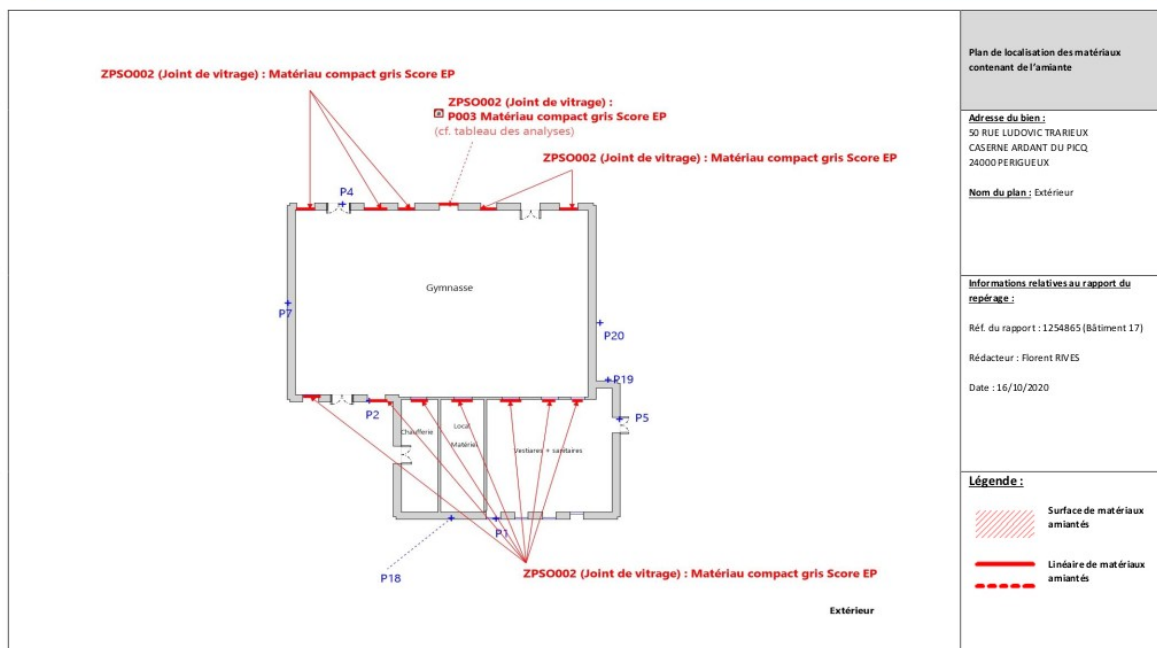 ZPSO002 (Joint de vitrage) : Matériau compact gris Score EP
ZPSO002 (Joint de vitrage) :
P003 Matériau compact gris Score EP
(cf. tableau des analyses)
ZPSO002 (Joint de vitrage) : Matériau compact gris Score EP
P4
Gymnasse
P7
P20
P19
P2
P5
Chaufferie
Local
Matériel
Vestiares + sanitaires
P1
P18
ZPSO002 (Joint de vitrage) : Matériau compact gris Score EP
Extérieur
Plan de localisation des matériaux
contenant de l'amiante
Adresse du bien :
50 RUE LUDOVIC TRARIEUX
CASERNE ARDANT DU PICQ
24000 PERIGUEUX
Nom du plan : Extérieur
Informations relatives au rapport du
repérage :
Réf. du rapport : 1254865 (Bâtiment 17)
Rédacteur : Florent RIVES
Date : 16/10/2020
Légende :
Surface de matériaux
amiantés
Linéaire de matériaux
amiantés